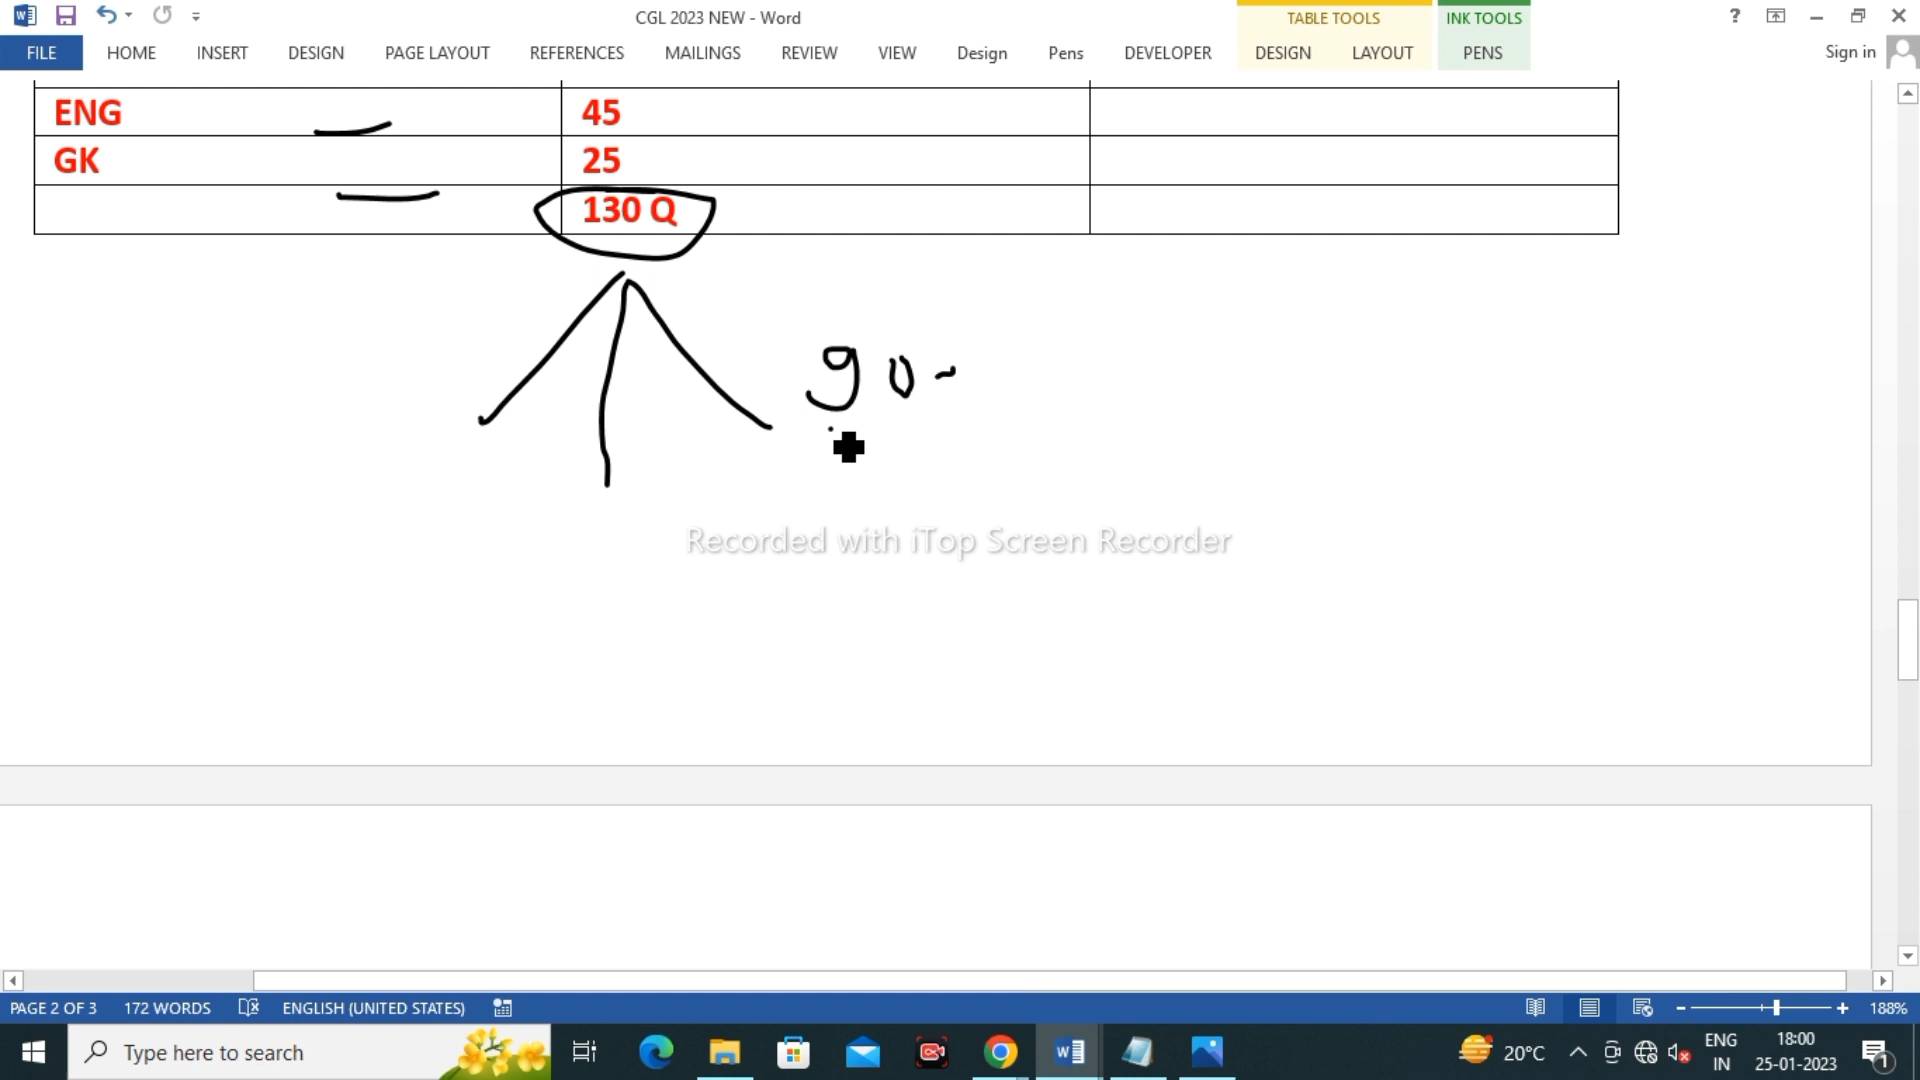 CGL 2023 NEW - Word
TABLE TOOLS
INK TOOLS
?
FILE HOME INSERT DESIGN PAGE LAYOUT REFERENCES MAILINGS REVIEW VIEW Design Pens DEVELOPER DESIGN LAYOUT PENS Sign in
ENG 45
GK 25
130 Q
90-
Recorded with iTop Screen Recorder
PAGE 2 OF 3 172 WORDS ENGLISH (UNITED STATES) 188%
Type here to search
20°C
ENG
IN
18:00
25-01-2023
1